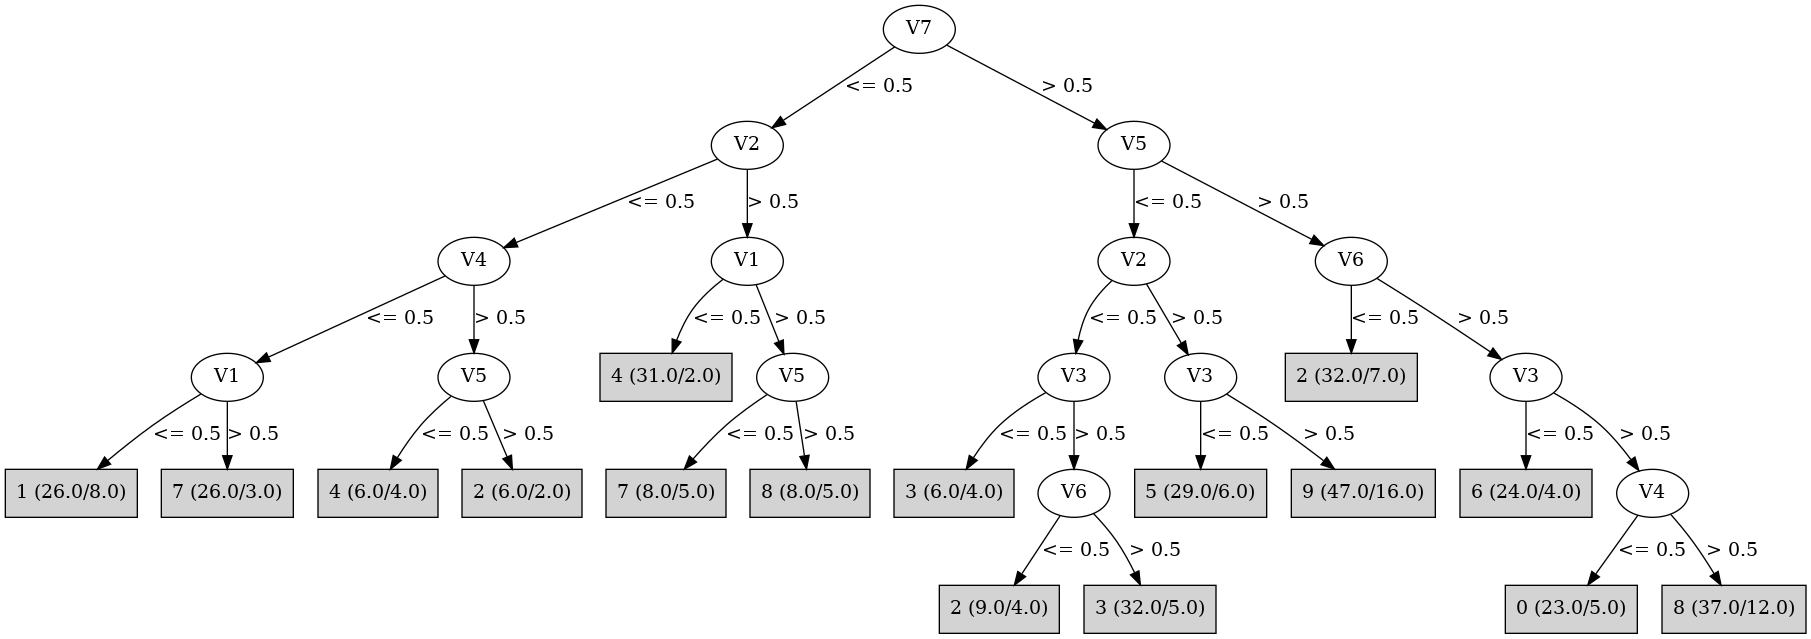 V7
<= 0.5 > 0.5
V2 V5
<= 0.5 > 0.5 <= 0.5 > 0.5
V4 V1 V2 V6
<= 0.5 > 0.5 <= 0.5 > 0.5 <= 0.5 > 0.5 <= 0.5 > 0.5
V1 V5 4 (31.0/2.0) V5 V3 V3 2 (32.0/7.0) V3
<= 0.5 > 0.5 <= 0.5 > 0.5 <= 0.5 > 0.5 <= 0.5 > 0.5 <= 0.5 > 0.5 <= 0.5 > 0.5
1 (26.0/8.0) 7 (26.0/3.0) 4 (6.0/4.0) 2 (6.0/2.0) 7 (8.0/5.0) 8 (8.0/5.0) 3 (6.0/4.0) V6 5 (29.0/6.0) 9 (47.0/16.0) 6 (24.0/4.0) V4
<= 0.5 > 0.5 <= 0.5 > 0.5
2 (9.0/4.0) 3 (32.0/5.0) 0 (23.0/5.0) 8 (37.0/12.0)